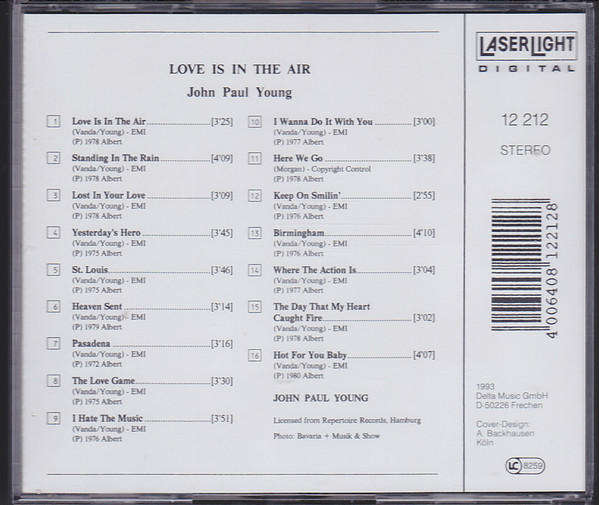 LOVE IS IN THE AIR
John Paul Young
1 Love Is In The Air [3'25]
(Vanda/Young) - EMI
(P) 1978 Albert
2 Standing In The Rain [4'09]
(Vanda/Young) - EMI
(P) 1978 Albert
3 Lost In Your Love [3'09]
(Vanda/Young) - EMI
(P) 1978 Albert
4 Yesterday's Hero [3'45]
(Vanda/Young) - EMI
(P) 1975 Albert
5 St. Louis [3'46]
(Vanda/Young) - EMI
(P) 1975 Albert
6 Heaven Sent [3'14]
(Vanda/Young) - EMI
(P) 1979 Albert
7 Pasadena [3'16]
(Vanda/Young) - EMI
(P) 1972 Albert
8 The Love Game [3'30]
(Vanda/Young) - EMI
(P) 1975 Albert
9 I Hate The Music [3'51]
(Vanda/Young) - EMI
(P) 1976 Albert
10 I Wanna Do It With You [3'00]
(Vanda/Young) - EMI
(P) 1977 Albert
11 Here We Go [3'38]
(Morgan) - Copyright Control
(P) 1978 Albert
12 Keep On Smilin' [2'55]
(Vanda/Young) - EMI
(P) 1976 Albert
13 Birmingham [4'10]
(Vanda/Young) - EMI
(P) 1976 Albert
14 Where The Action Is [3'04]
(Vanda/Young) - EMI
(P) 1977 Albert
15 The Day That My Heart
Caught Fire [3'02]
(Vanda/Young) - EMI
(P) 1978 Albert
16 Hot For You Baby [4'07]
(Vanda/Young) - EMI
(P) 1980 Albert
JOHN PAUL YOUNG
Licensed from Repertoire Records, Hamburg
Photo: Bavaria + Musik & Show
LASERLIGHT
DIGITAL
12 212
STEREO
4 006408 122128
1993
Delta Music GmbH
D-50226 Frechen
Cover-Design:
A. Backhausen
Köln
LC 8259